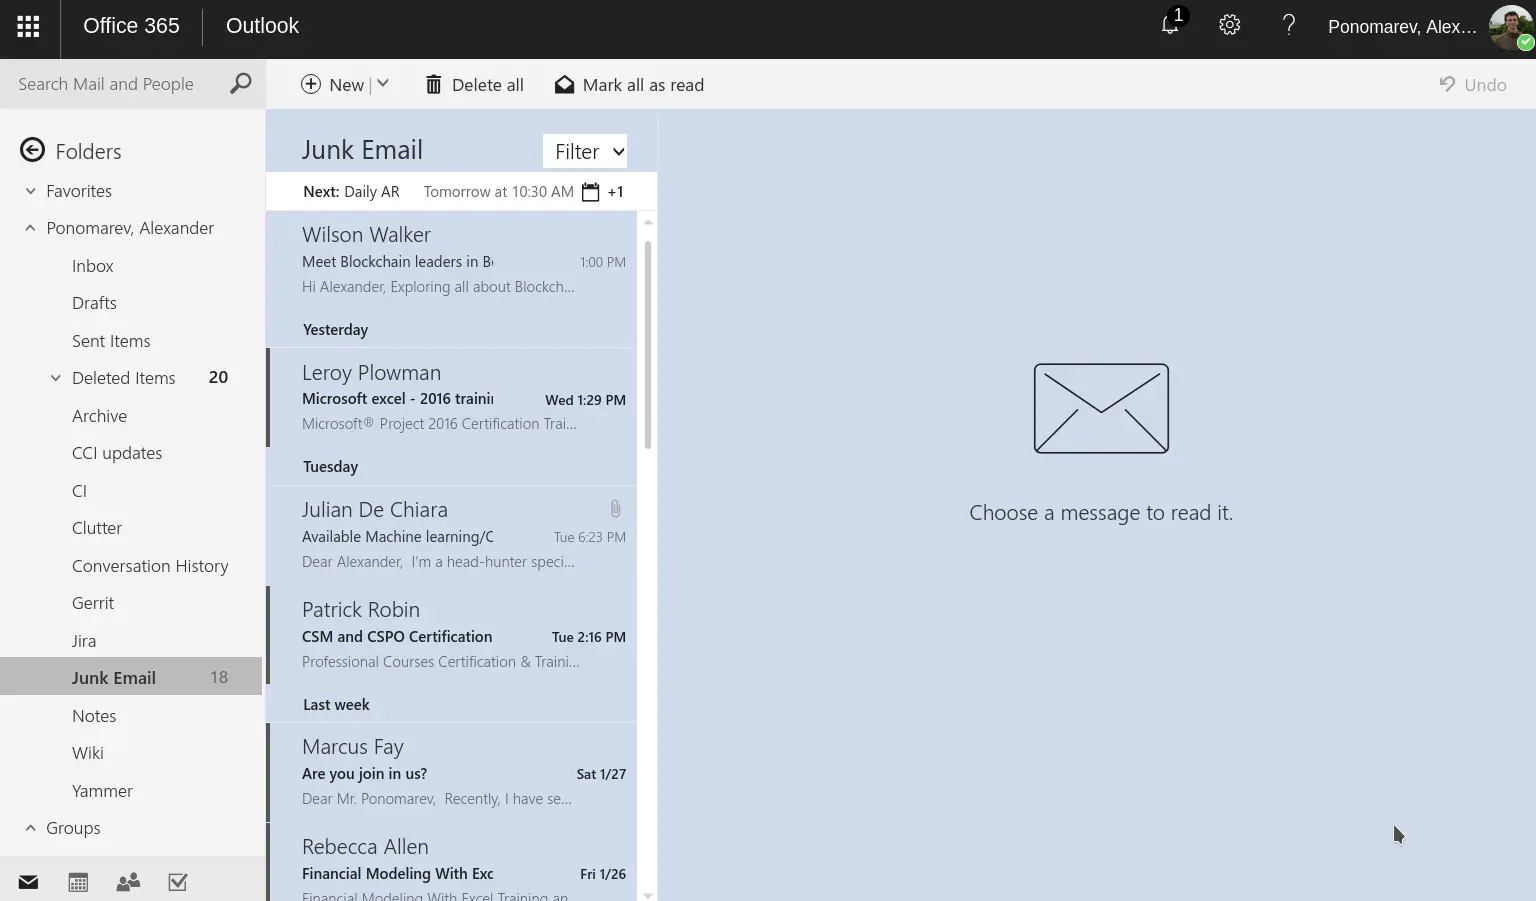 Office 365
Outlook
1
Ponomarev, Alex...
Search Mail and People
New
Delete all
Mark all as read
Undo
Folders
Favorites
Ponomarev, Alexander
Inbox
Drafts
Sent Items
Deleted Items 20
Archive
CCI updates
CI
Clutter
Conversation History
Gerrit
Jira
Junk Email 18
Notes
Wiki
Yammer
Groups
Junk Email
Filter
Next: Daily AR Tomorrow at 10:30 AM +1
Wilson Walker
Meet Blockchain leaders in 1:00 PM
Hi Alexander, Exploring all about Blockch...
Yesterday
Leroy Plowman
Microsoft excel - 2016 traini Wed 1:29 PM
Microsoft® Project 2016 Certification Trai...
Tuesday
Julian De Chiara
Available Machine learning/C Tue 6:23 PM
Dear Alexander, I'm a head-hunter speci...
Patrick Robin
CSM and CSPO Certification Tue 2:16 PM
Professional Courses Certification & Traini...
Last week
Marcus Fay
Are you join in us? Sat 1/27
Dear Mr. Ponomarev, Recently, I have se...
Rebecca Allen
Financial Modeling With Exc Fri 1/26
Financial Modeling With Excel Training an
Choose a message to read it.